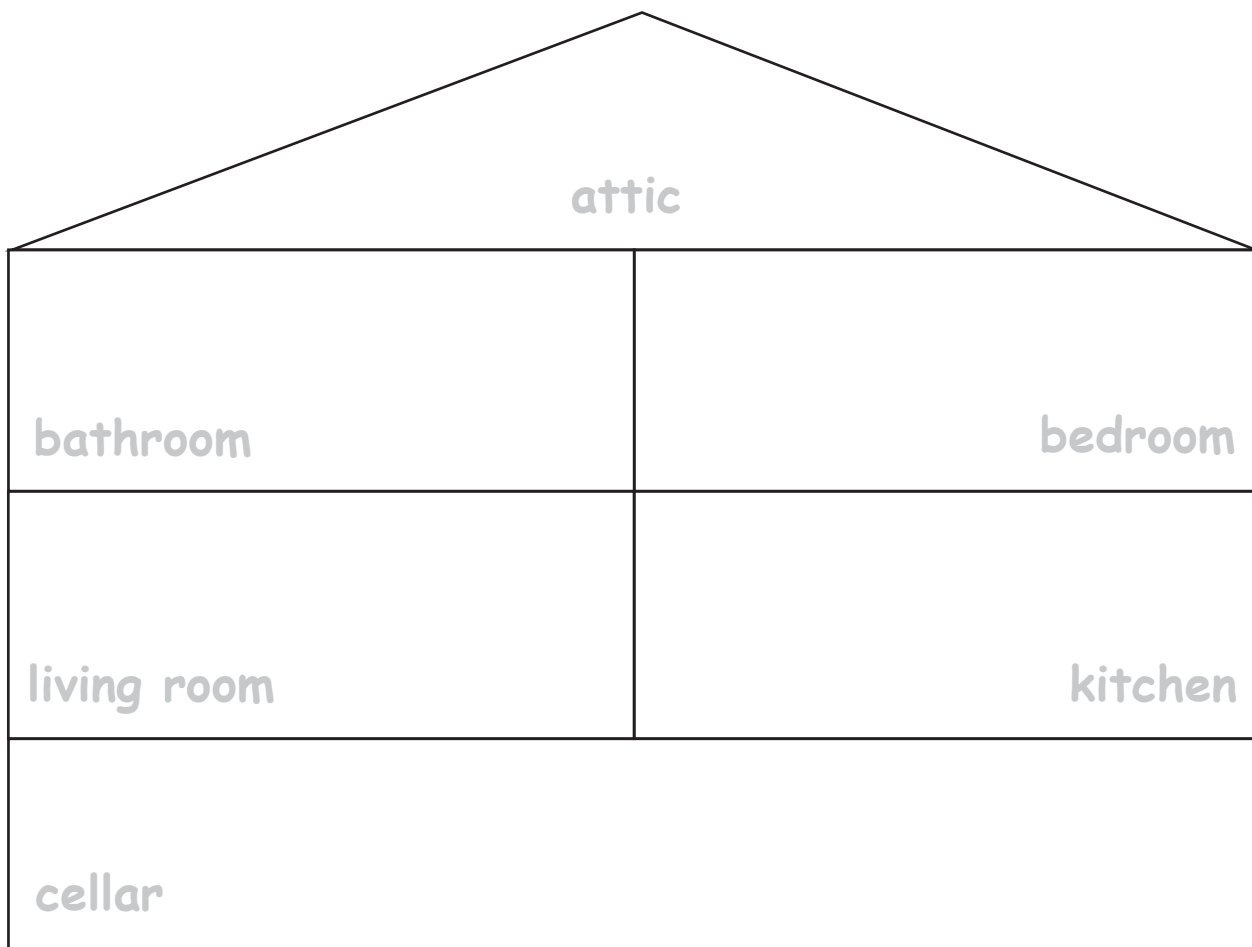 attic
bathroom
bedroom
living room
kitchen
cellar